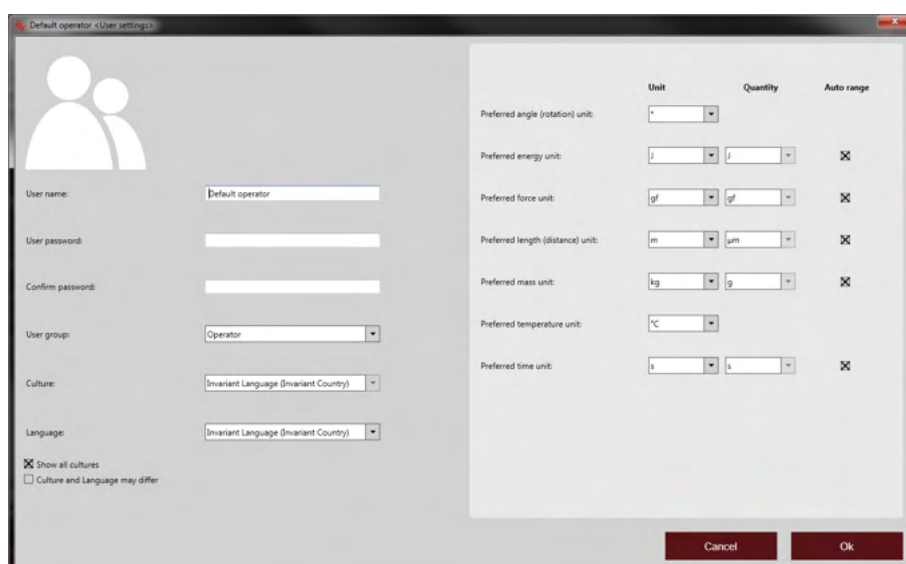 Default operator <User settings>
Unit Quantity Auto range
Preferred angle (rotation) unit: °
Preferred energy unit: J J
Preferred force unit: gf gf
Preferred length (distance) unit: m µm
Preferred mass unit: kg g
Preferred temperature unit: °C
Preferred time unit: s s
User name: Default operator
User password:
Confirm password:
User group: Operator
Culture: Invariant Language (Invariant Country)
Language: Invariant Language (Invariant Country)
Show all cultures
Culture and Language may differ
Cancel Ok